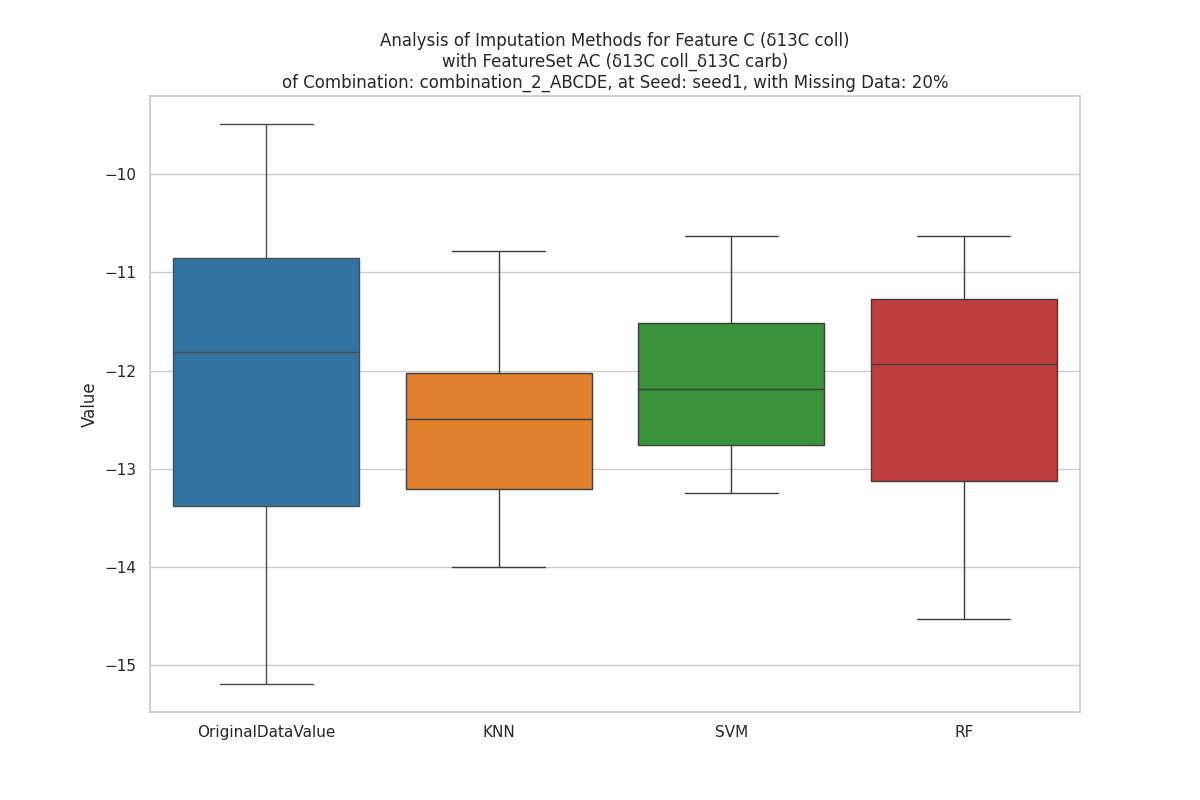 Analysis of Imputation Methods for Feature C (δ13C coll)
with FeatureSet AC (δ13C coll_δ13C carb)
of Combination: combination_2_ABCDE, at Seed: seed1, with Missing Data: 20%
−10
−11
−12
−13
−14
−15
Value
OriginalDataValue KNN SVM RF